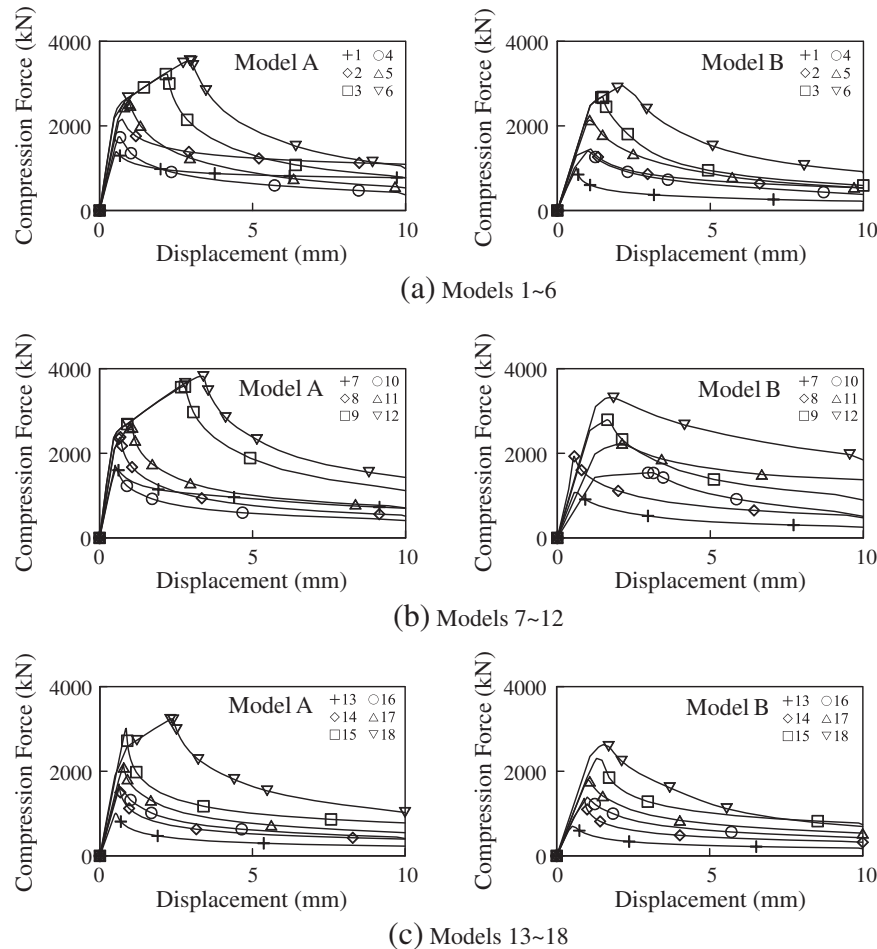 Compression Force (kN)
4000
2000
0
0
5
10
Displacement (mm)
Model A
1 4
2 5
3 6
Compression Force (kN)
4000
2000
0
0
5
10
Displacement (mm)
Model B
1 4
2 5
3 6
(a) Models 1~6
Compression Force (kN)
4000
2000
0
0
5
10
Displacement (mm)
Model A
7 10
8 11
9 12
Compression Force (kN)
4000
2000
0
0
5
10
Displacement (mm)
Model B
7 10
8 11
9 12
(b) Models 7~12
Compression Force (kN)
4000
2000
0
0
5
10
Displacement (mm)
Model A
13 16
14 17
15 18
Compression Force (kN)
4000
2000
0
0
5
10
Displacement (mm)
Model B
13 16
14 17
15 18
(c) Models 13~18